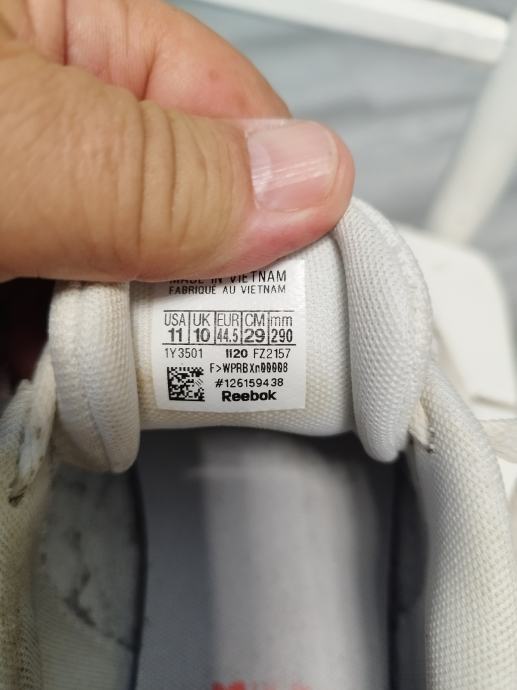 MADE IN VIETNAM
FABRIQUÉ AU VIETNAM
USA UK EUR CM mm
11 10 44.5 29 290
1Y3501 1120 FZ2157
F>WPRBXn00008
#126159438
Reebok